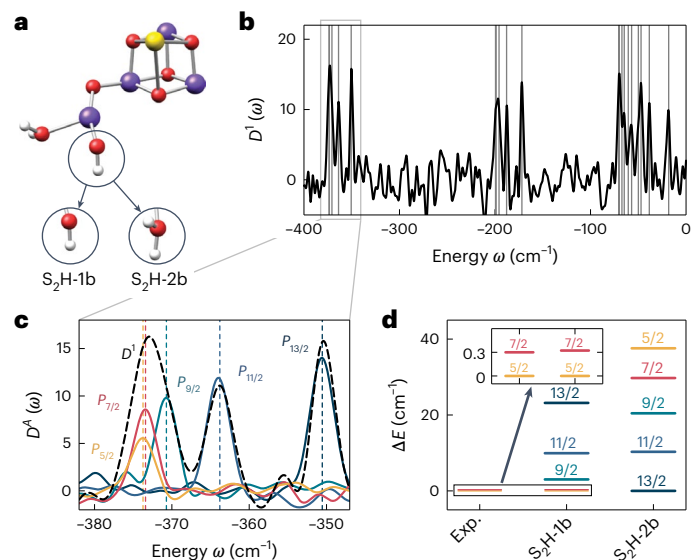 a
S₂H-1b
S₂H-2b
b
20
10
0
D¹(ω)
−400
−300
−200
−100
0
Energy ω (cm⁻¹)
c
15
10
5
0
Dᴬ(ω)
D¹
P₇/₂
P₅/₂
P₉/₂
P₁₁/₂
P₁₃/₂
−380
−370
−360
−350
Energy ω (cm⁻¹)
d
40
20
0
ΔE (cm⁻¹)
7/2
7/2
0.3
5/2
5/2
0
13/2
11/2
9/2
5/2
7/2
9/2
11/2
13/2
Exp.
S₂H-1b
S₂H-2b